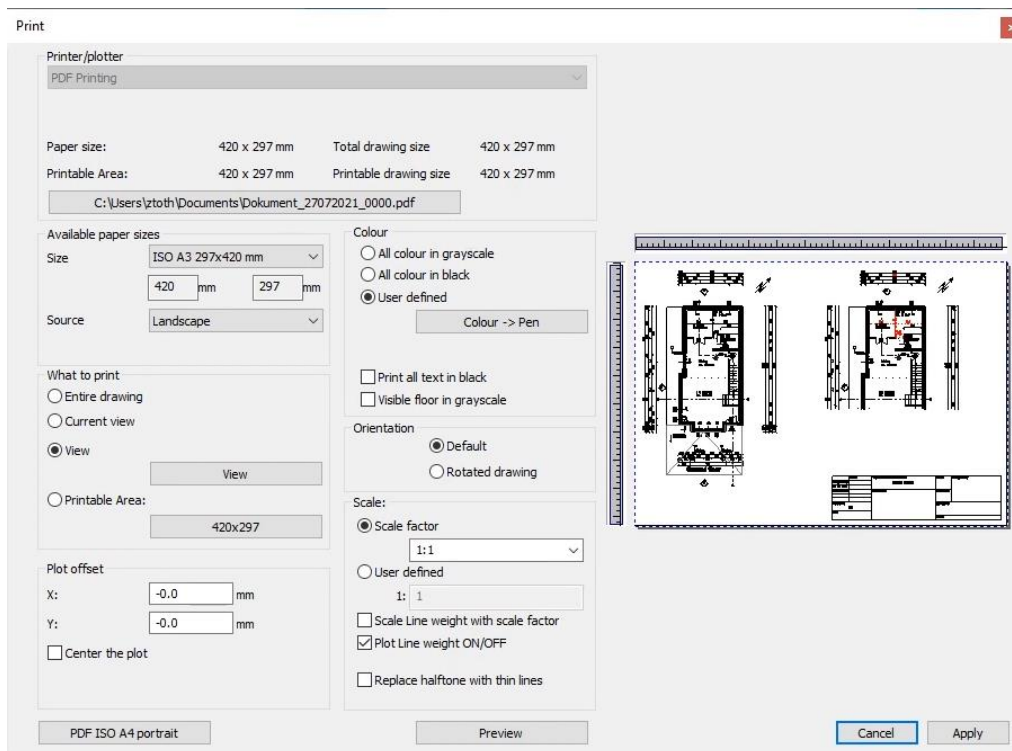 Print
Printer/plotter
PDF Printing
Paper size: 420 x 297 mm Total drawing size 420 x 297 mm
Printable Area: 420 x 297 mm Printable drawing size 420 x 297 mm
C:\Users\ztoth\Documents\Dokument_27072021_0000.pdf
Available paper sizes
Size ISO A3 297x420 mm
420 mm 297 mm
Source Landscape
What to print
Entire drawing
Current view
View
View
Printable Area:
420x297
Plot offset
X: -0.0 mm
Y: -0.0 mm
Center the plot
PDF ISO A4 portrait
Colour
All colour in grayscale
All colour in black
User defined
Colour -> Pen
Print all text in black
Visible floor in grayscale
Orientation
Default
Rotated drawing
Scale:
Scale factor
1:1
User defined
1: 1
Scale Line weight with scale factor
Plot Line weight ON/OFF
Replace halftone with thin lines
Preview
Cancel Apply